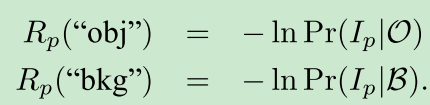 R_p(“obj”) = − ln Pr(I_p|𝒪)
R_p(“bkg”) = − ln Pr(I_p|ℬ).